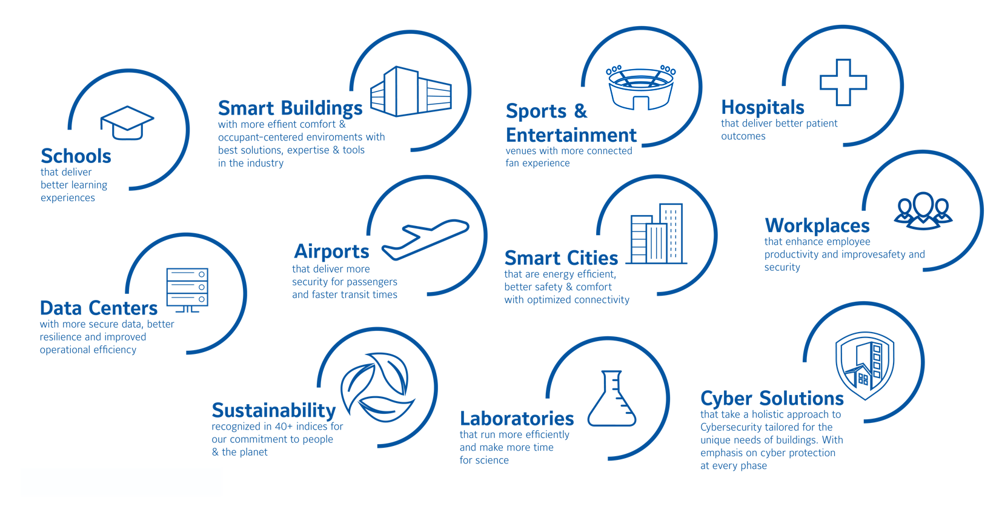 Schools
that deliver
better learning
experiences
Smart Buildings
with more effient comfort &
occupant-centered enviroments with
best solutions, expertise & tools
in the industry
Sports &
Entertainment
venues with more connected
fan experience
Hospitals
that deliver better patient
outcomes
Data Centers
with more secure data, better
resilience and improved
operational efficiency
Airports
that deliver more
security for passengers
and faster transit times
Smart Cities
that are energy efficient,
better safety & comfort
with optimized connectivity
Workplaces
that enhance employee
productivity and improvesafety and
security
Sustainability
recognized in 40+ indices for
our commitment to people
& the planet
Laboratories
that run more efficiently
and make more time
for science
Cyber Solutions
that take a holistic approach to
Cybersecurity tailored for the
unique needs of buildings. With
emphasis on cyber protection
at every phase